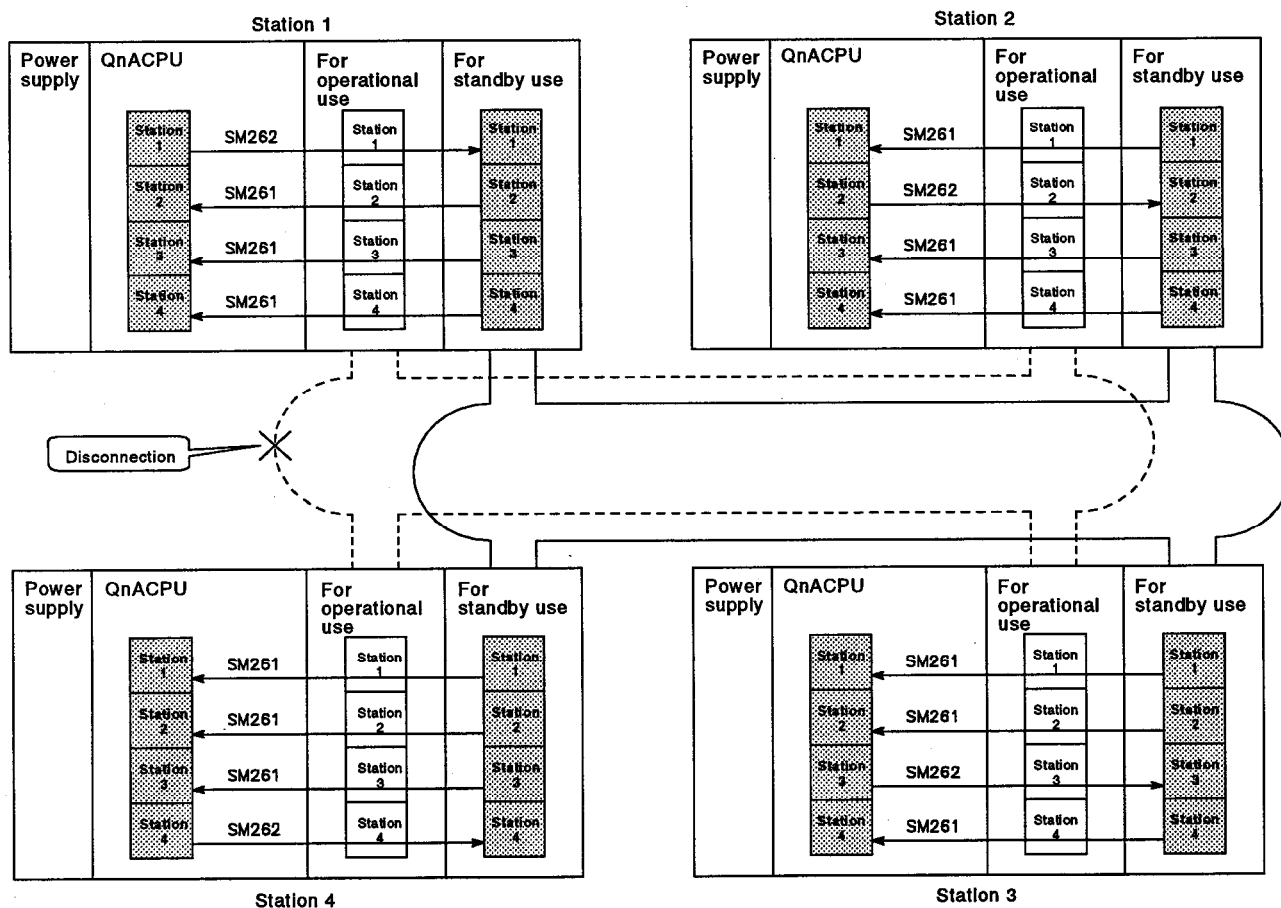 Station 1
Power
supply
QnACPU
For
operational
use
For
standby use
Station
1
SM262
Station
1
Station
1
Station
2
SM261
Station
2
Station
2
Station
3
SM261
Station
3
Station
3
Station
4
SM261
Station
4
Station
4
Station 2
Power
supply
QnACPU
For
operational
use
For
standby use
Station
1
SM261
Station
1
Station
1
Station
2
SM262
Station
2
Station
2
Station
3
SM261
Station
3
Station
3
Station
4
SM261
Station
4
Station
4
Disconnection
Power
supply
QnACPU
For
operational
use
For
standby use
Station
1
SM261
Station
1
Station
1
Station
2
SM261
Station
2
Station
2
Station
3
SM261
Station
3
Station
3
Station
4
SM262
Station
4
Station
4
Station 4
Power
supply
QnACPU
For
operational
use
For
standby use
Station
1
SM261
Station
1
Station
1
Station
2
SM261
Station
2
Station
2
Station
3
SM262
Station
3
Station
3
Station
4
SM261
Station
4
Station
4
Station 3